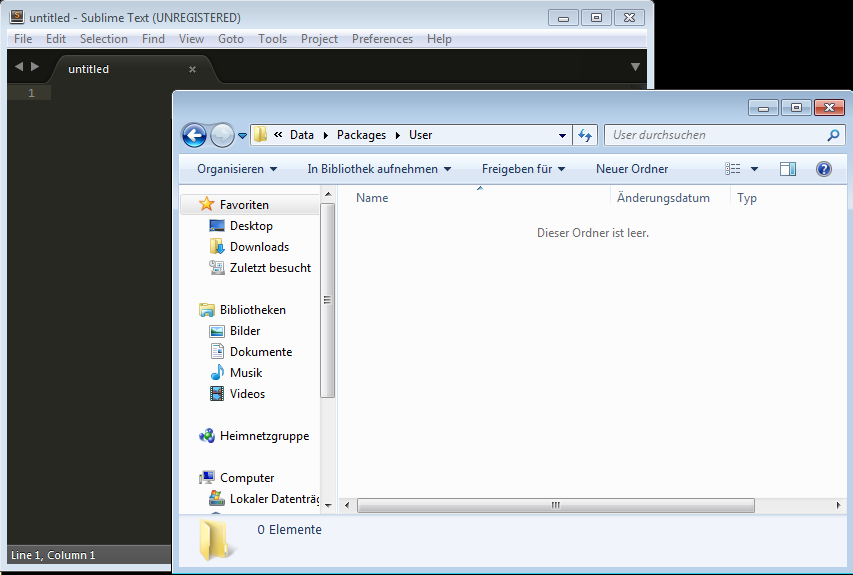 untitled - Sublime Text (UNREGISTERED)
File Edit Selection Find View Goto Tools Project Preferences Help
untitled
1
« Data Packages User
User durchsuchen
Organisieren In Bibliothek aufnehmen Freigeben für Neuer Ordner
Favoriten
Desktop
Downloads
Zuletzt besucht
Bibliotheken
Bilder
Dokumente
Musik
Videos
Heimnetzgruppe
Computer
Lokaler Datenträg
Name Änderungsdatum Typ
Dieser Ordner ist leer.
0 Elemente
Line 1, Column 1